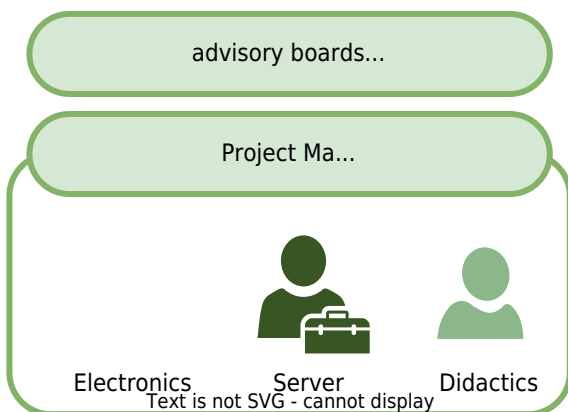 advisory boards...
Project Ma...
Electronics Server Didactics
Text is not SVG - cannot display